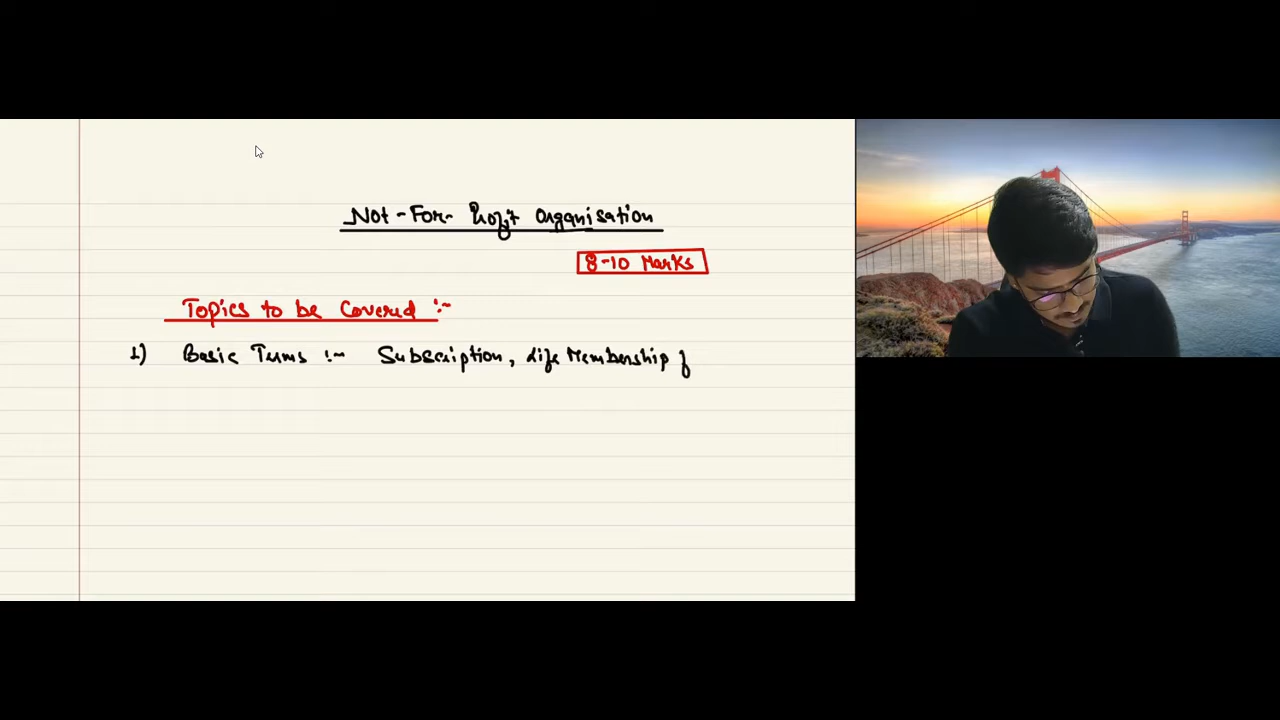 Not-For-Profit Organisation
8-10 Marks
Topics to be Covered :-
1) Basic Terms :- Subscription, Life Membership f